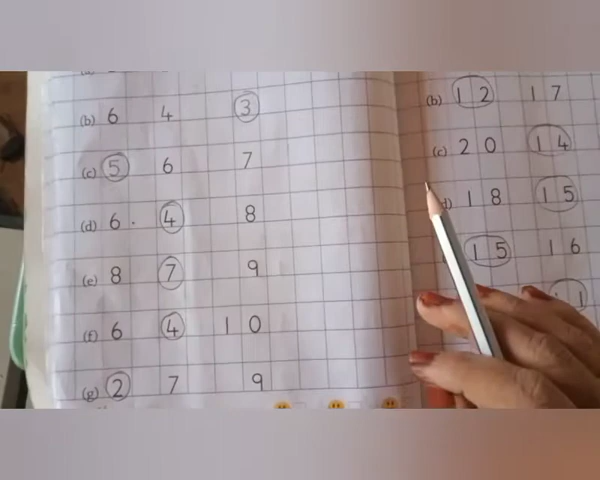 (b) 6 4 3
(c) 5 6 7
(d) 6 . 4 8
(e) 8 7 9
(f) 6 4 10
(g) 2 7 9
(b) 12 17
(c) 20 14
18 15
15 16